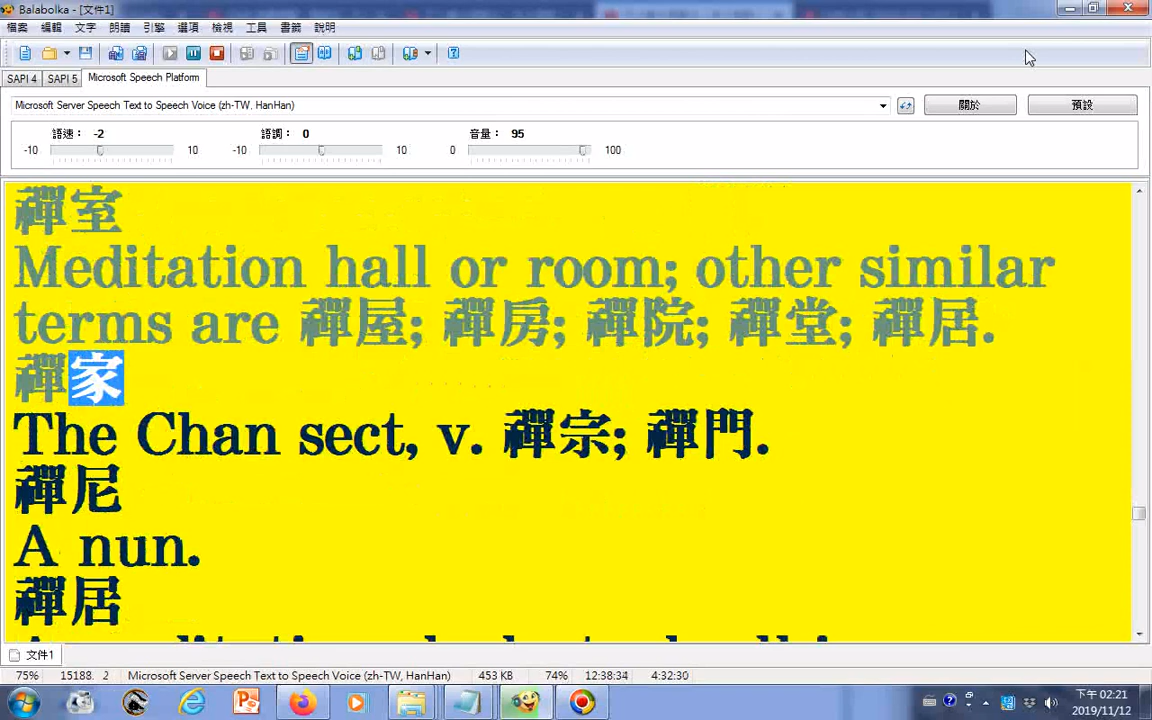 Balabolka - [文件1]
檔案 編輯 文字 朗讀 引擎 選項 檢視 工具 書籤 說明
SAPI 4 SAPI 5 Microsoft Speech Platform
Microsoft Server Speech Text to Speech Voice (zh-TW, HanHan) 關於 預設
語速： -2 語調： 0 音量： 95
-10 10 -10 10 0 100
禪室
Meditation hall or room; other similar
terms are 禪屋; 禪房; 禪院; 禪堂; 禪居.
禪家
The Chan sect, v. 禪宗; 禪門.
禪尼
A nun.
禪居
文件1
75% 15188. 2 Microsoft Server Speech Text to Speech Voice (zh-TW, HanHan) 453 KB 74% 12:38:34 4:32:30
下午 02:21
2019/11/12